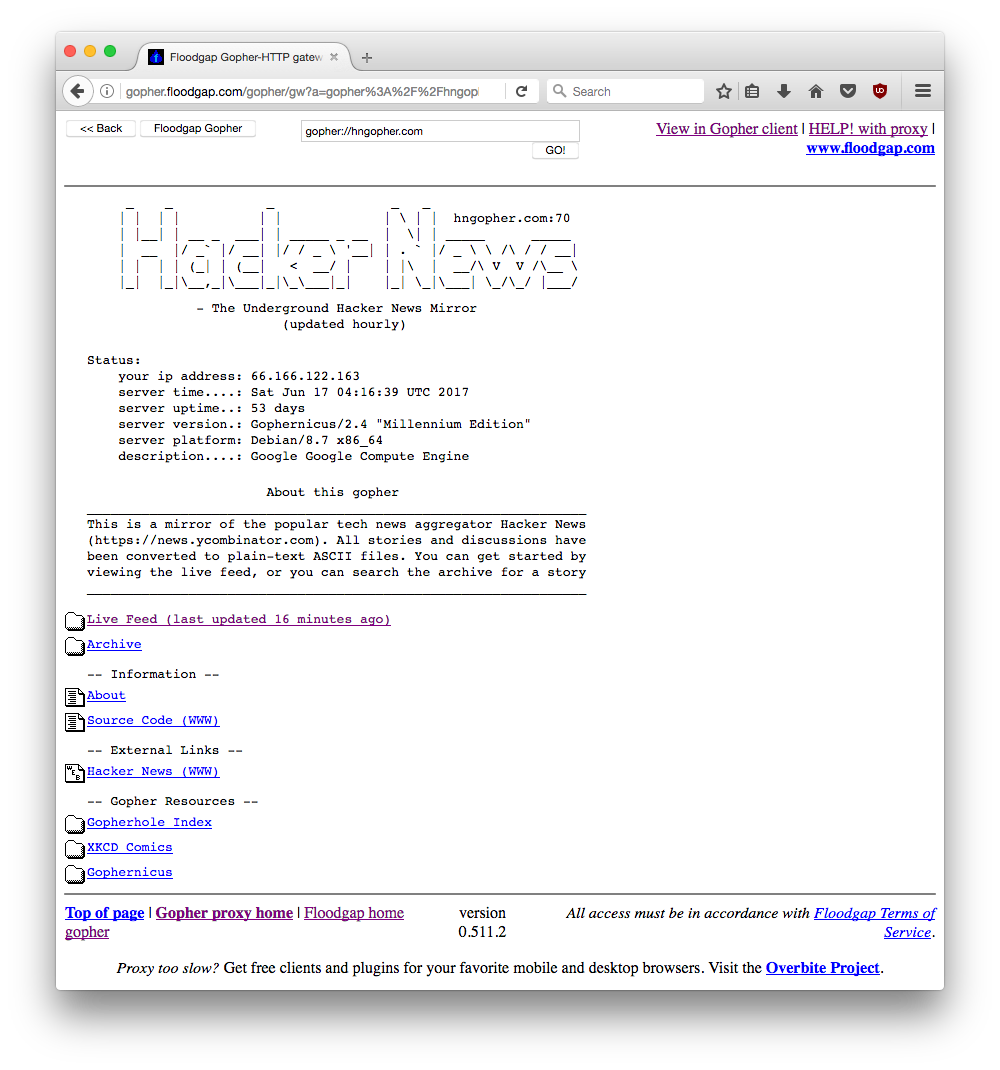 Floodgap Gopher-HTTP gatew
gopher.floodgap.com/gopher/gw?a=gopher%3A%2F%2Fhngopl
Search
<< Back
Floodgap Gopher
gopher://hngopher.com
GO!
View in Gopher client | HELP! with proxy |
www.floodgap.com
Hacker News
hngopher.com:70
- The Underground Hacker News Mirror
(updated hourly)
Status:
your ip address: 66.166.122.163
server time....: Sat Jun 17 04:16:39 UTC 2017
server uptime..: 53 days
server version.: Gophernicus/2.4 "Millennium Edition"
server platform: Debian/8.7 x86_64
description....: Google Google Compute Engine
About this gopher
This is a mirror of the popular tech news aggregator Hacker News
(https://news.ycombinator.com). All stories and discussions have
been converted to plain-text ASCII files. You can get started by
viewing the live feed, or you can search the archive for a story
Live Feed (last updated 16 minutes ago)
Archive
-- Information --
About
Source Code (WWW)
-- External Links --
Hacker News (WWW)
-- Gopher Resources --
Gopherhole Index
XKCD Comics
Gophernicus
Top of page | Gopher proxy home | Floodgap home
gopher
version
0.511.2
All access must be in accordance with Floodgap Terms of
Service.
Proxy too slow? Get free clients and plugins for your favorite mobile and desktop browsers. Visit the Overbite Project.